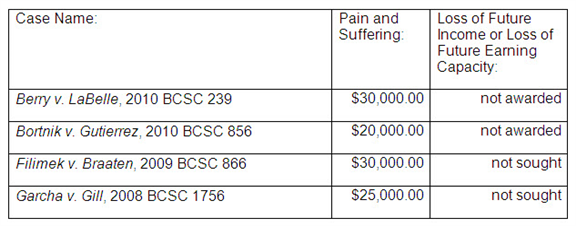 Case Name: Pain and Loss of Future
Suffering: Income or Loss of
Future Earning
Capacity:
Berry v. LaBelle, 2010 BCSC 239 $30,000.00 not awarded
Bortnik v. Gutierrez, 2010 BCSC 856 $20,000.00 not awarded
Filimek v. Braaten, 2009 BCSC 866 $30,000.00 not sought
Garcha v. Gill, 2008 BCSC 1756 $25,000.00 not sought